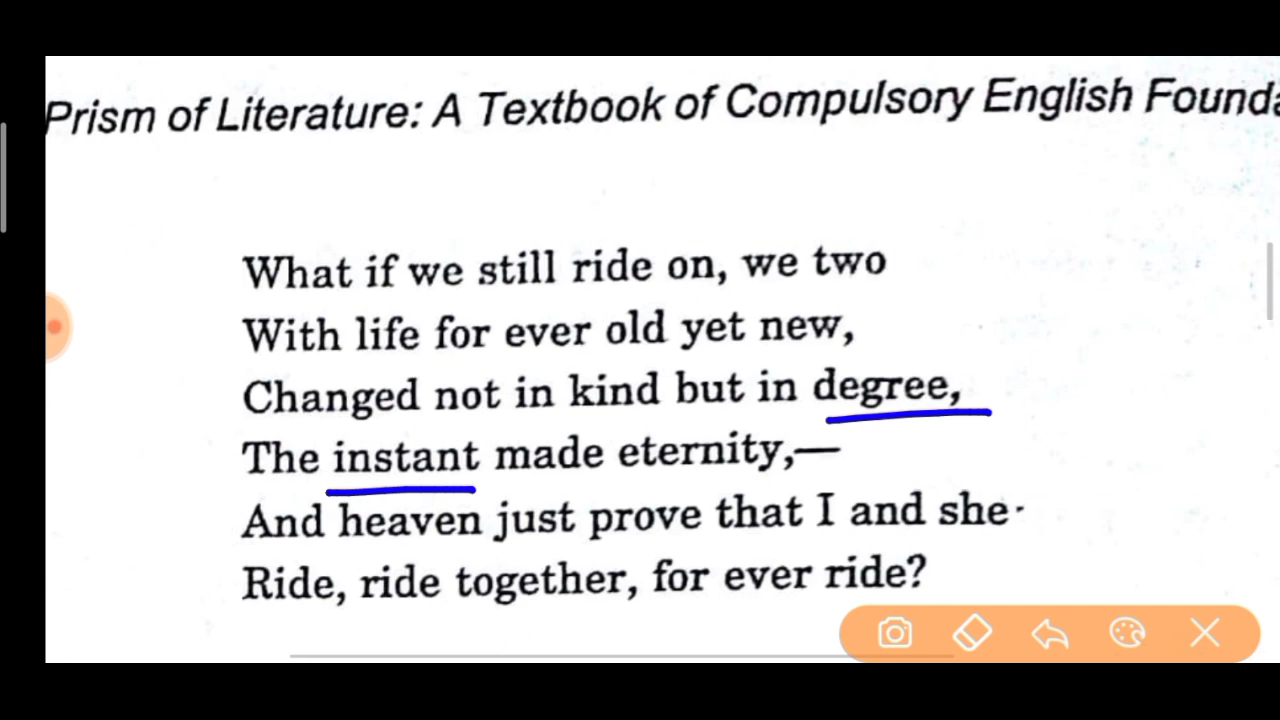 Prism of Literature: A Textbook of Compulsory English
What if we still ride on, we two
With life for ever old yet new,
Changed not in kind but in degree,
The instant made eternity,—
And heaven just prove that I and she
Ride, ride together, for ever ride?